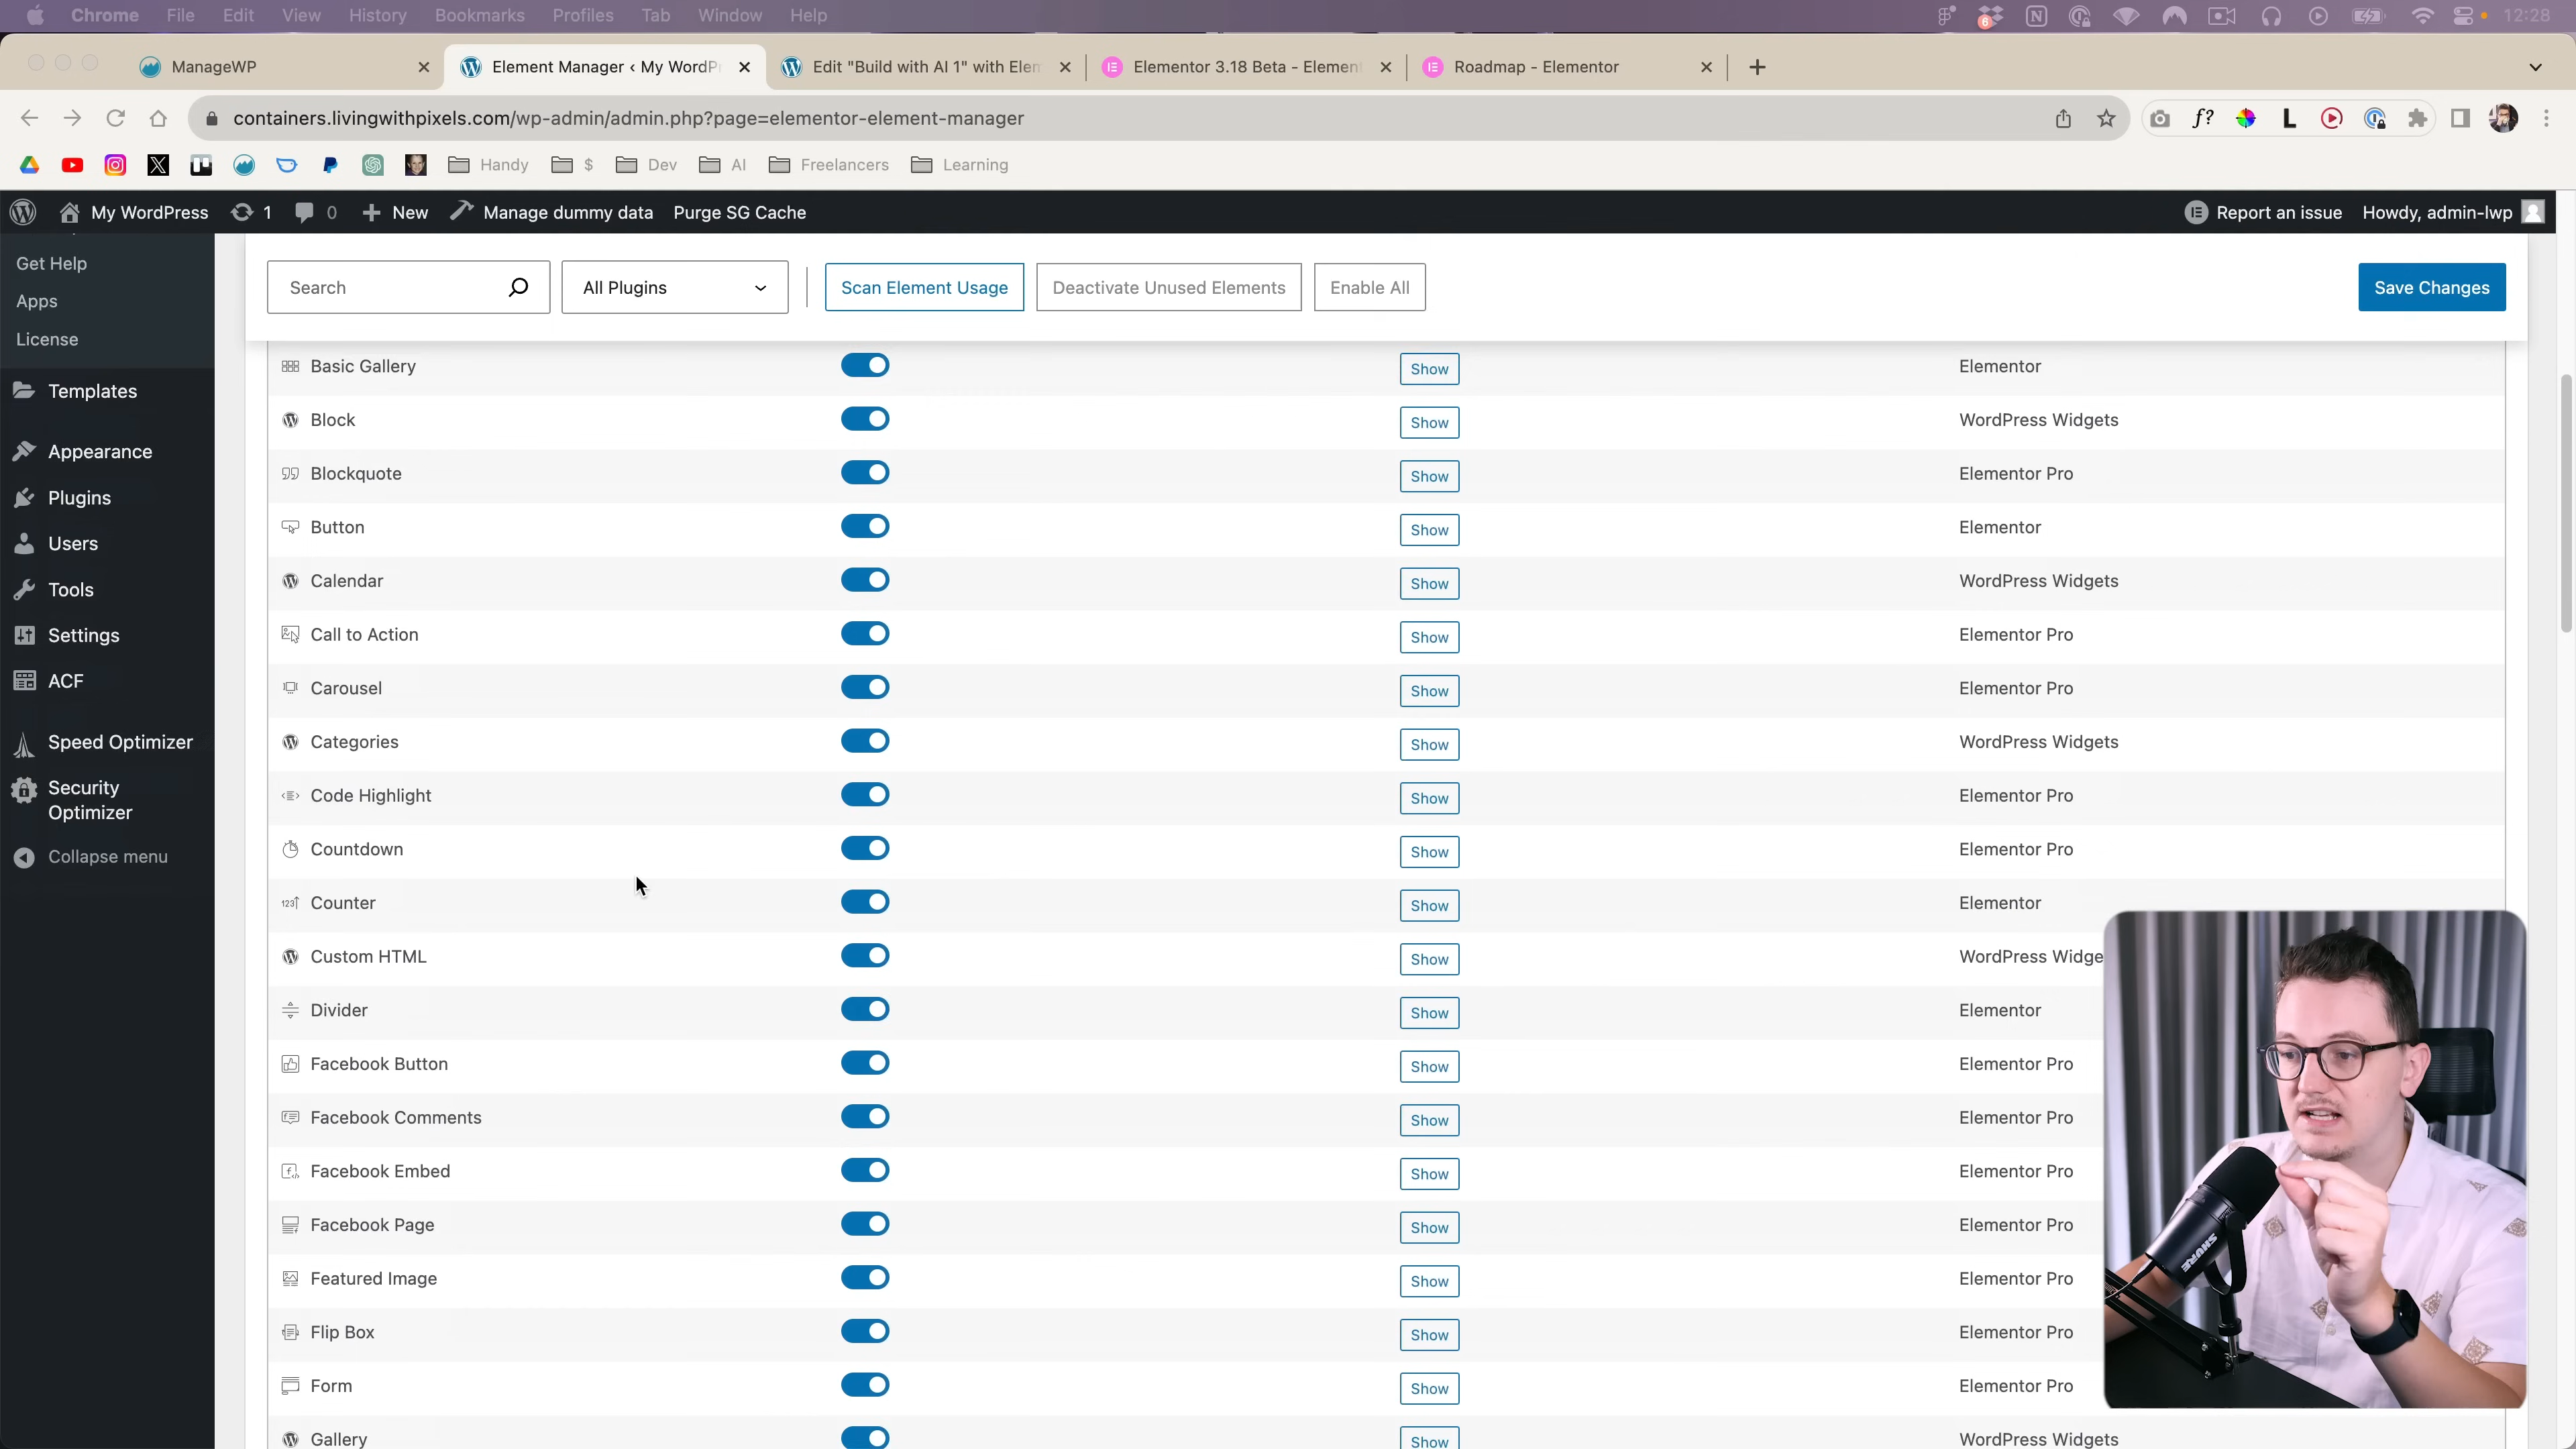 Chrome File Edit View History Bookmarks Profiles Tab Window Help 6 12:28
ManageWP
Element Manager ‹ My WordP
Edit "Build with AI 1" with Elem
Elementor 3.18 Beta - Element
Roadmap - Elementor
containers.livingwithpixels.com/wp-admin/admin.php?page=elementor-element-manager
f? L
Handy $ Dev AI Freelancers Learning
My WordPress 1 0 New Manage dummy data Purge SG Cache Report an issue Howdy, admin-lwp
Get Help
Apps
License
Templates
Appearance
Plugins
Users
Tools
Settings
ACF
Speed Optimizer
Security
Optimizer
Collapse menu
Search All Plugins Scan Element Usage Deactivate Unused Elements Enable All Save Changes
Basic Gallery Show Elementor
Block Show WordPress Widgets
Blockquote Show Elementor Pro
Button Show Elementor
Calendar Show WordPress Widgets
Call to Action Show Elementor Pro
Carousel Show Elementor Pro
Categories Show WordPress Widgets
Code Highlight Show Elementor Pro
Countdown Show Elementor Pro
Counter Show Elementor
Custom HTML Show WordPress Widge
Divider Show Elementor
Facebook Button Show Elementor Pro
Facebook Comments Show Elementor Pro
Facebook Embed Show Elementor Pro
Facebook Page Show Elementor Pro
Featured Image Show Elementor Pro
Flip Box Show Elementor Pro
Form Show Elementor Pro
Gallery Show WordPress Widgets
SHURE